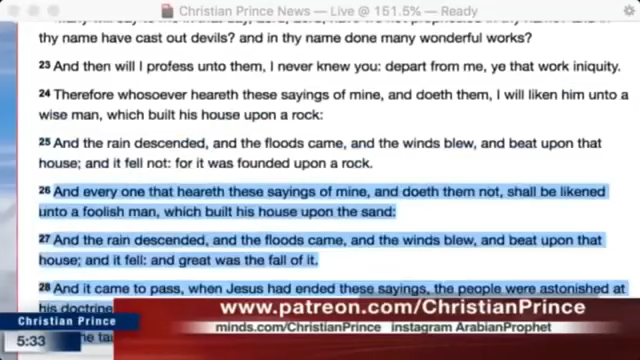 Christian Prince News — Live @ 151.5% — Ready
thy name have cast out devils? and in thy name done many wonderful works?
23 And then will I profess unto them, I never knew you: depart from me, ye that work iniquity.
24 Therefore whosoever heareth these sayings of mine, and doeth them, I will liken him unto a
wise man, which built his house upon a rock:
25 And the rain descended, and the floods came, and the winds blew, and beat upon that
house; and it fell not: for it was founded upon a rock.
26 And every one that heareth these sayings of mine, and doeth them not, shall be likened
unto a foolish man, which built his house upon the sand:
27 And the rain descended, and the floods came, and the winds blew, and beat upon that
house; and it fell: and great was the fall of it.
28 And it came to pass, when Jesus had ended these sayings, the people were astonished at
his doctrine
www.patreon.com/ChristianPrince
Christian Prince
minds.com/ChristianPrince instagram ArabianProphet
5:33